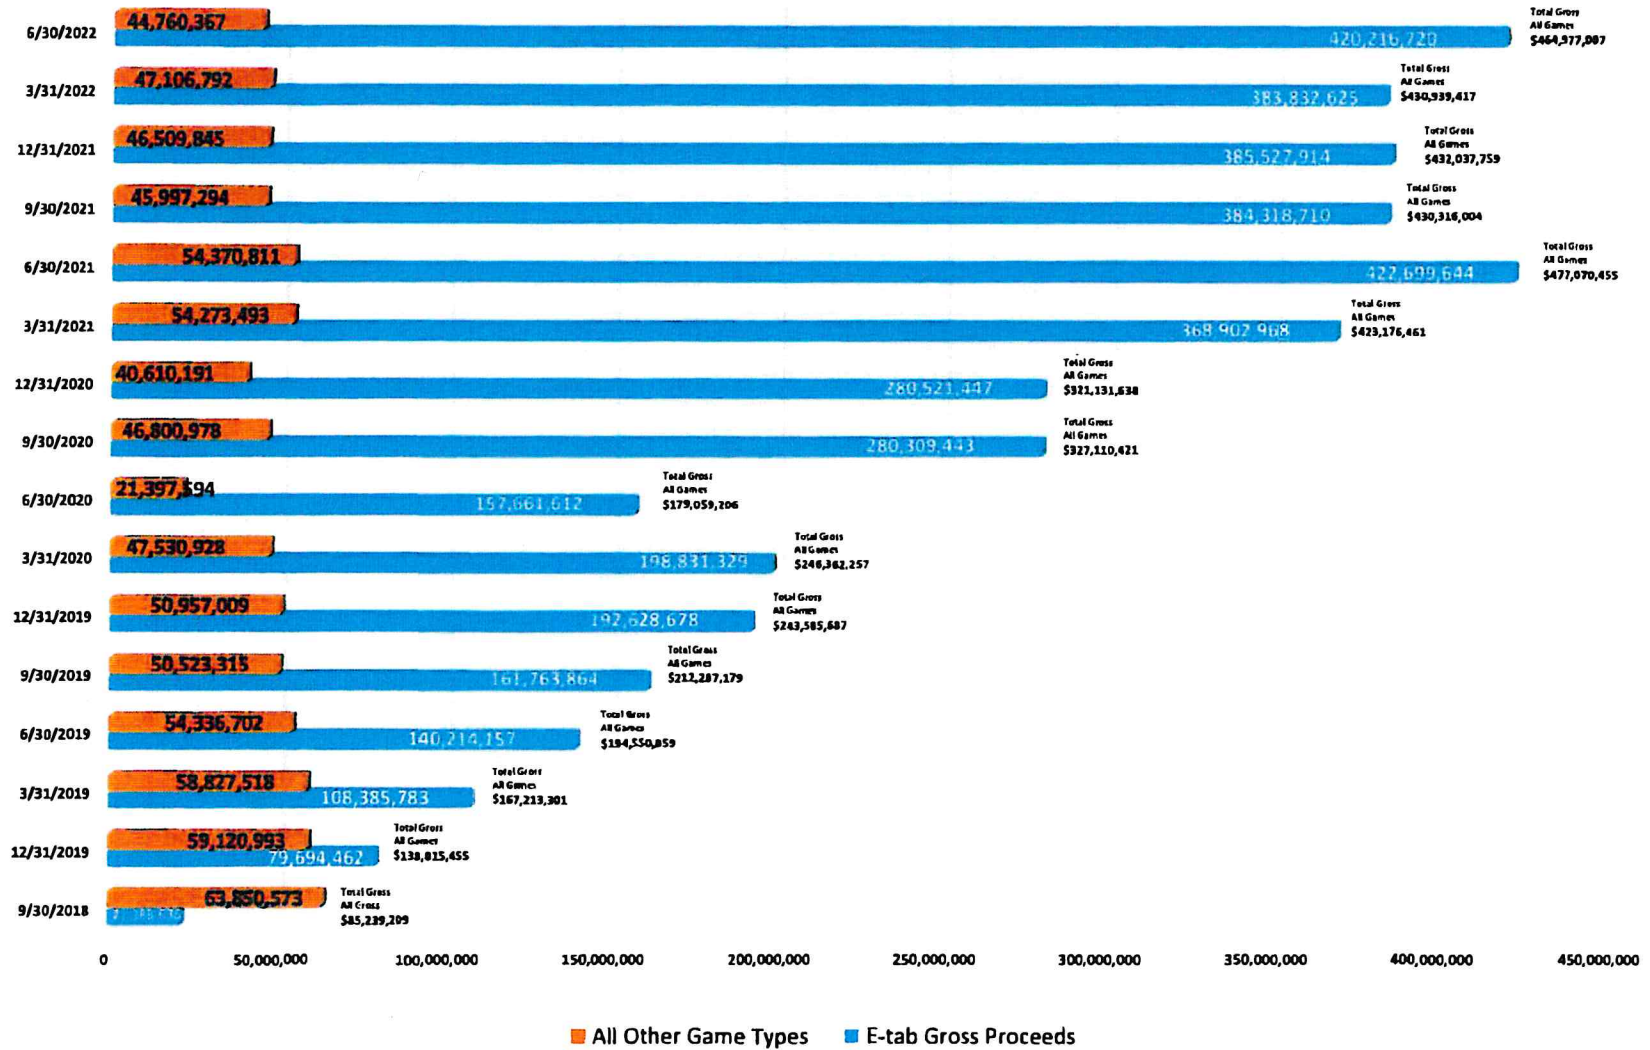 6/30/2022
44,760,367
420,216,720
Total Gross
All Games
$464,977,087
3/31/2022
47,106,792
383,832,625
Total Gross
All Games
$430,939,417
12/31/2021
46,509,845
385,527,914
Total Gross
All Games
$432,037,759
9/30/2021
45,997,294
384,318,710
Total Gross
All Games
$430,316,004
6/30/2021
54,370,811
422,699,644
Total Gross
All Games
$477,070,455
3/31/2021
54,273,493
368,902,968
Total Gross
All Games
$423,176,461
12/31/2020
40,610,191
280,521,447
Total Gross
All Games
$321,131,638
9/30/2020
46,800,978
280,309,443
Total Gross
All Games
$327,110,421
6/30/2020
21,397,594
157,661,612
Total Gross
All Games
$179,059,206
3/31/2020
47,530,928
198,831,329
Total Gross
All Games
$246,362,257
12/31/2019
50,957,009
192,628,678
Total Gross
All Games
$243,585,687
9/30/2019
50,523,315
161,763,864
Total Gross
All Games
$212,287,179
6/30/2019
54,336,702
140,214,157
Total Gross
All Games
$194,550,859
3/31/2019
58,827,518
108,385,783
Total Gross
All Games
$167,213,301
12/31/2019
59,120,993
79,694,462
Total Gross
All Games
$138,815,455
9/30/2018
63,850,573
Total Gross
All Gross
$85,239,209
0 50,000,000 100,000,000 150,000,000 200,000,000 250,000,000 300,000,000 350,000,000 400,000,000 450,000,000
All Other Game Types E-tab Gross Proceeds